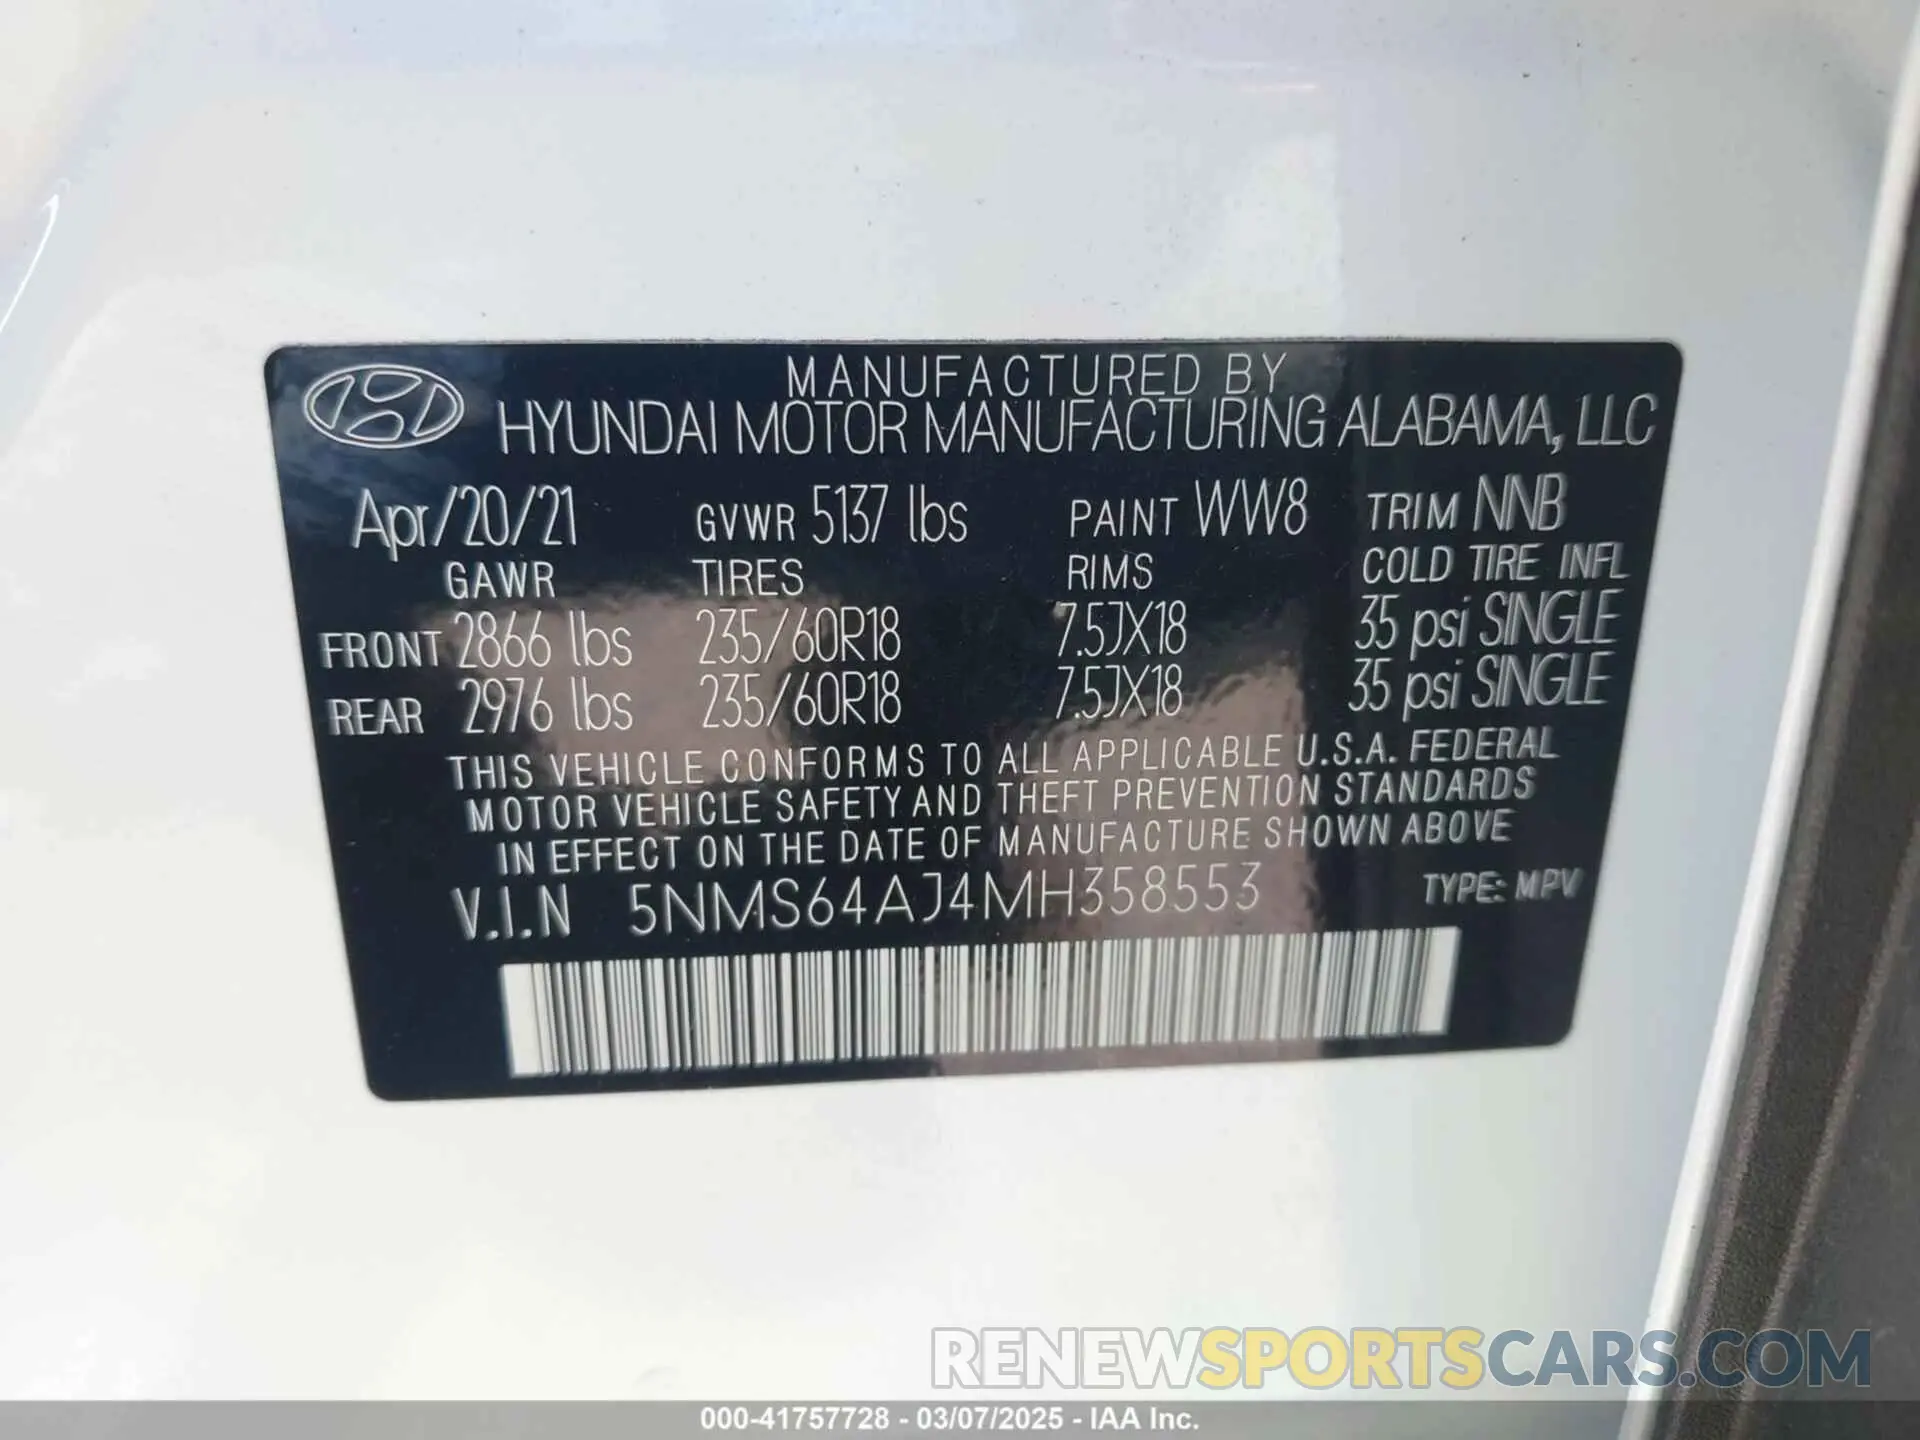 MANUFACTURED BY
HYUNDAI MOTOR MANUFACTURING ALABAMA, LLC
Apr/20/21 GVWR 5137 lbs PAINT WW8 TRIM NNB
GAWR TIRES RIMS COLD TIRE INFL
FRONT 2866 lbs 235/60R18 7.5JX18 35 psi SINGLE
REAR 2976 lbs 235/60R18 7.5JX18 35 psi SINGLE
THIS VEHICLE CONFORMS TO ALL APPLICABLE U.S.A. FEDERAL
MOTOR VEHICLE SAFETY AND THEFT PREVENTION STANDARDS
IN EFFECT ON THE DATE OF MANUFACTURE SHOWN ABOVE
V.I.N 5NMS64AJ4MH358553 TYPE: MPV
RENEWSPORTSCARS.COM
000-41757728 - 03/07/2025 - IAA Inc.